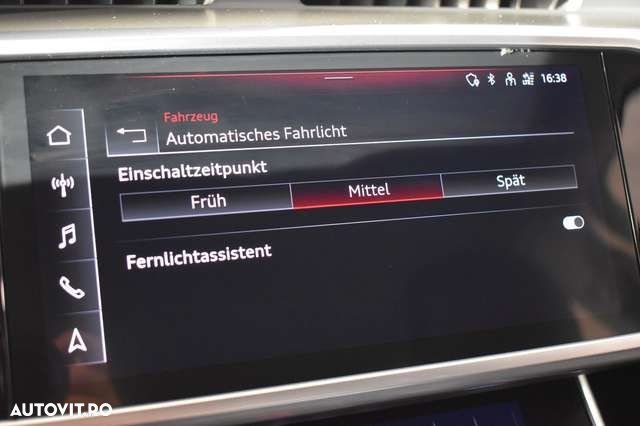 16:38
Fahrzeug
Automatisches Fahrlicht
Einschaltzeitpunkt
Früh Mittel Spät
Fernlichtassistent
AUTOVIT.RO